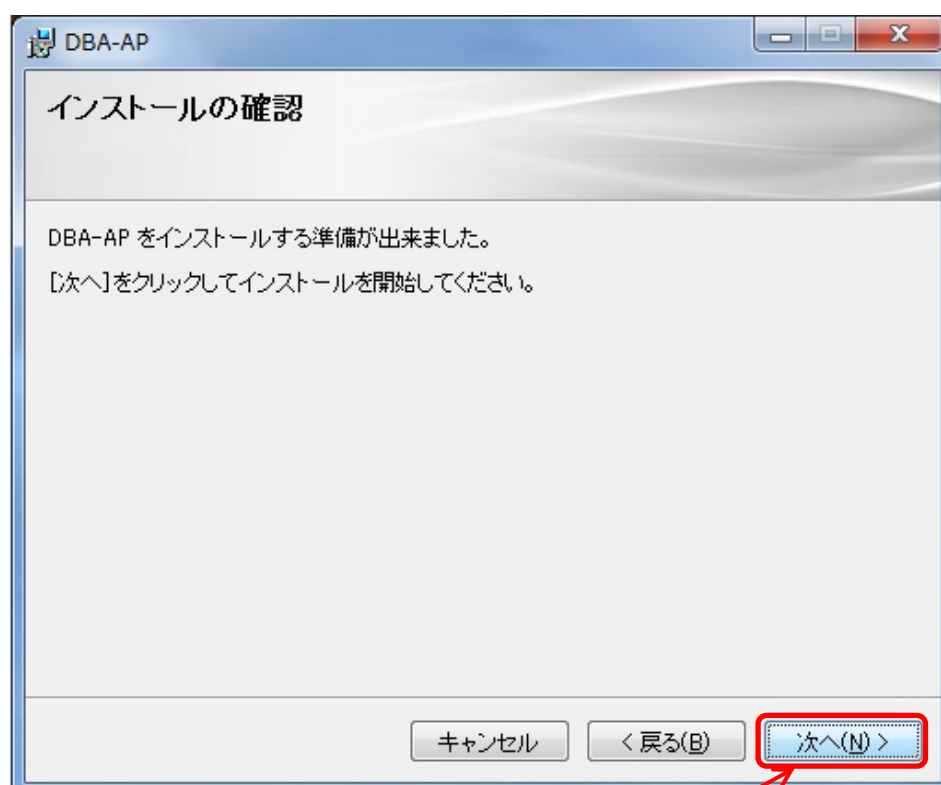 DBA-AP
インストールの確認
DBA-AP をインストールする準備が出来ました。
[次へ]をクリックしてインストールを開始してください。
キャンセル
< 戻る(B)
次へ(N) >